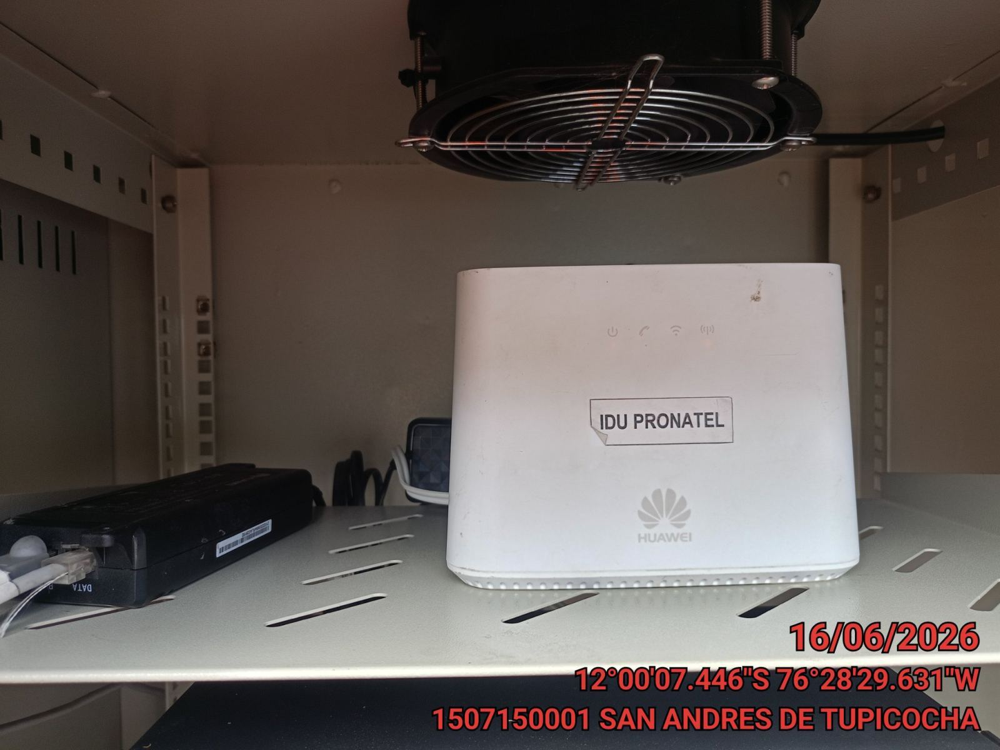 IDU PRONATEL
HUAWEI
DATA
16/06/2026
12°00'07.446"S 76°28'29.631"W
1507150001 SAN ANDRES DE TUPICOCHA